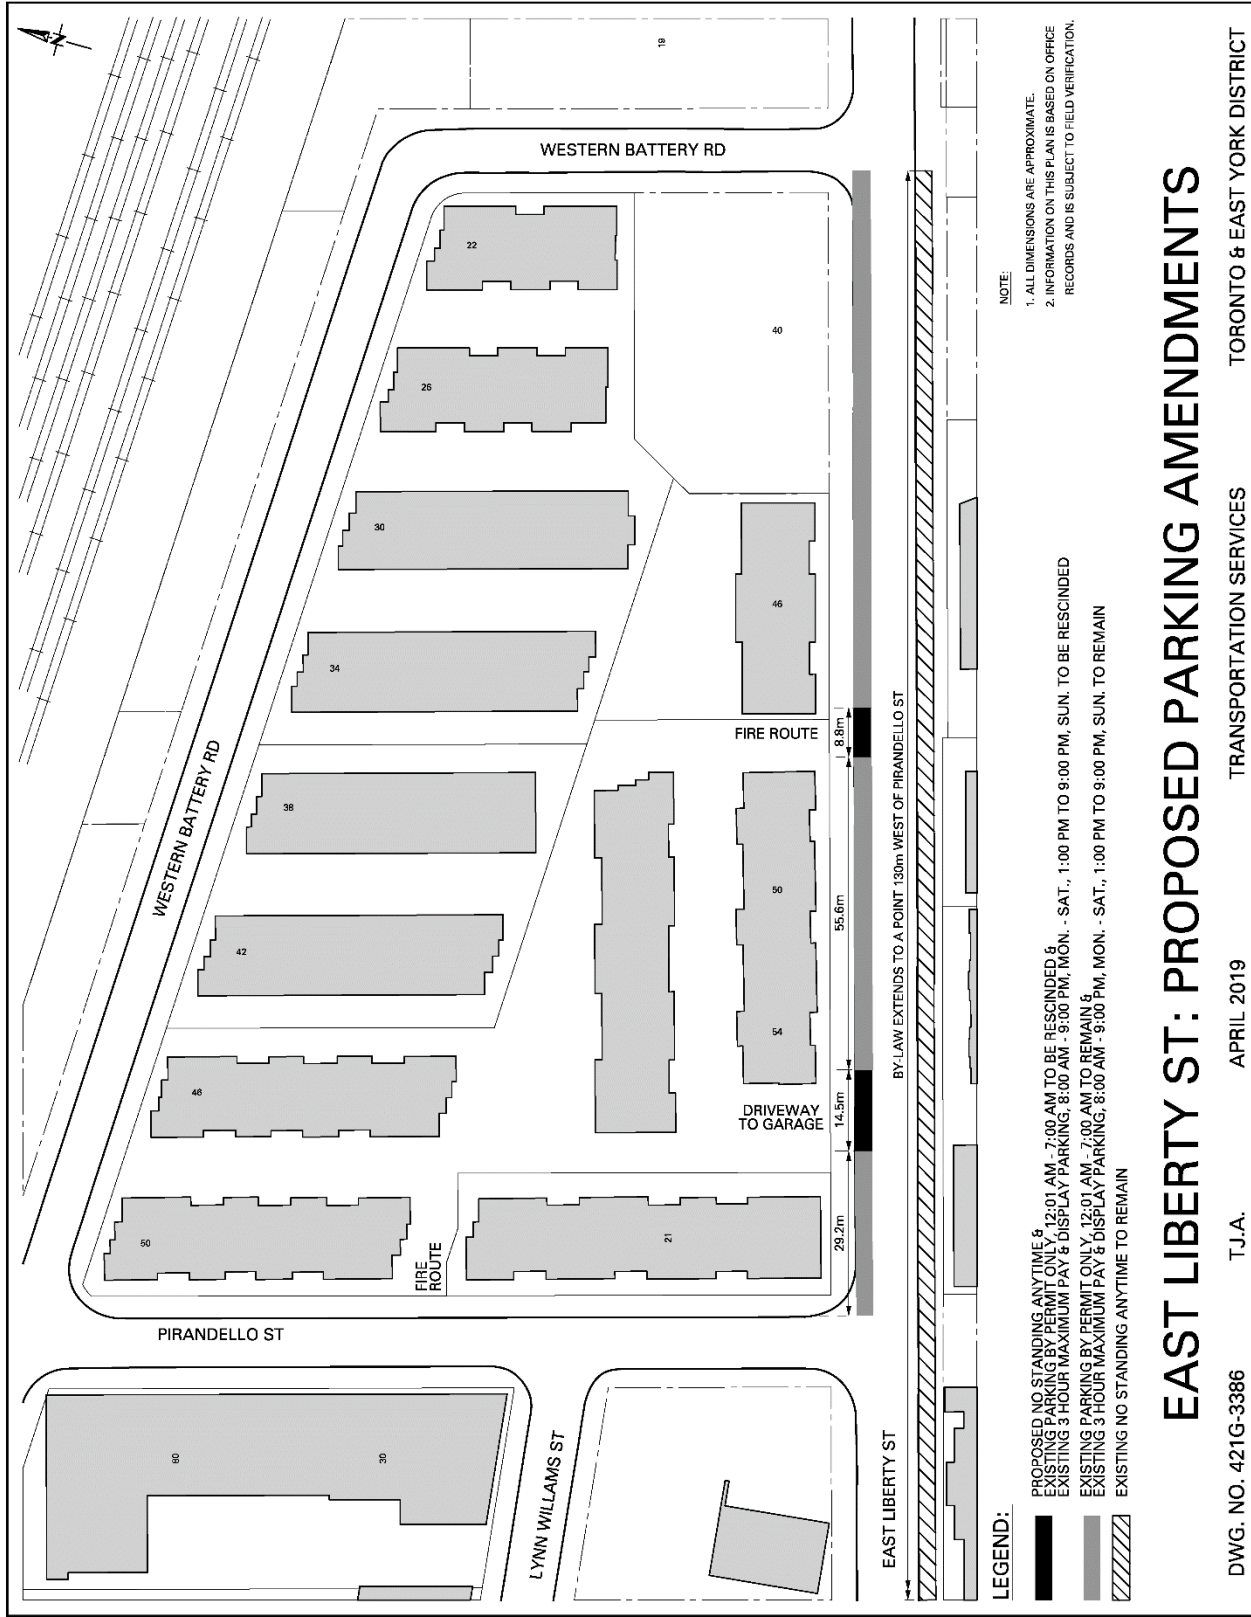 N
19
WESTERN BATTERY RD
22
40
26
30
46
34
FIRE ROUTE
8.8m
WESTERN BATTERY RD
38
50
55.6m
42
54
46
DRIVEWAY
TO GARAGE
14.5m
50
FIRE
ROUTE
21
29.2m
PIRANDELLO ST
60
30
LYNN WILLAMS ST
EAST LIBERTY ST
BY-LAW EXTENDS TO A POINT 130m WEST OF PIRANDELLO ST
NOTE:
1. ALL DIMENSIONS ARE APPROXIMATE.
2. INFORMATION ON THIS PLAN IS BASED ON OFFICE
RECORDS AND IS SUBJECT TO FIELD VERIFICATION.
LEGEND:
PROPOSED NO STANDING ANYTIME &
EXISTING PARKING BY PERMIT ONLY, 12:01 AM - 7:00 AM TO BE RESCINDED &
EXISTING 3 HOUR MAXIMUM PAY & DISPLAY PARKING, 8:00 AM - 9:00 PM, MON. - SAT., 1:00 PM TO 9:00 PM, SUN. TO BE RESCINDED
EXISTING PARKING BY PERMIT ONLY, 12:01 AM - 7:00 AM TO REMAIN &
EXISTING 3 HOUR MAXIMUM PAY & DISPLAY PARKING, 8:00 AM - 9:00 PM, MON. - SAT., 1:00 PM TO 9:00 PM, SUN. TO REMAIN
EXISTING NO STANDING ANYTIME TO REMAIN
EAST LIBERTY ST: PROPOSED PARKING AMENDMENTS
DWG. NO. 421G-3386 T.J.A. APRIL 2019 TRANSPORTATION SERVICES TORONTO & EAST YORK DISTRICT